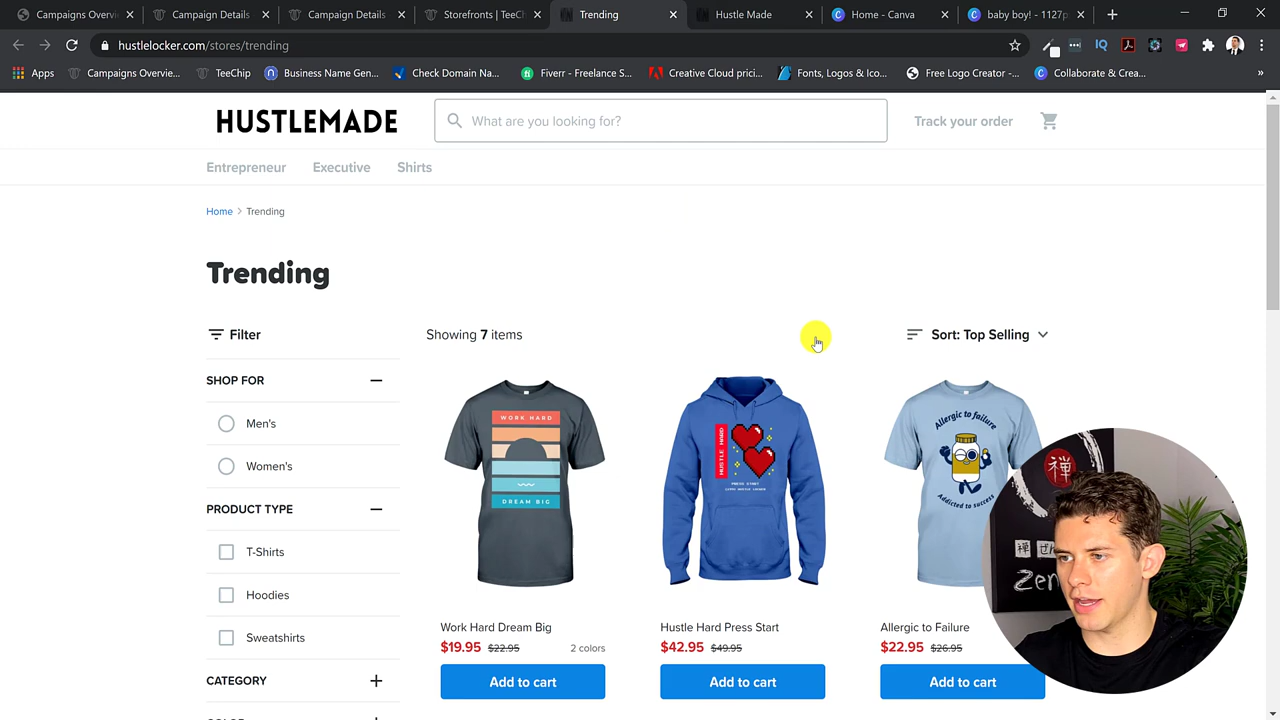 Campaigns Overvi
Campaign Details
Campaign Details
Storefronts | TeeCh
Trending
Hustle Made
Home - Canva
baby boy! - 1127p
hustlelocker.com/stores/trending
Apps
Campaigns Overvie...
TeeChip
Business Name Gen...
Check Domain Na...
Fiverr - Freelance S...
Creative Cloud prici...
Fonts, Logos & Ico...
Free Logo Creator -...
Collaborate & Crea...
HUSTLEMADE
What are you looking for?
Track your order
Entrepreneur
Executive
Shirts
Home > Trending
Trending
Filter
Showing 7 items
Sort: Top Selling
SHOP FOR
Men's
Women's
PRODUCT TYPE
T-Shirts
Hoodies
Sweatshirts
CATEGORY
WORK HARD
DREAM BIG
HUSTLE HARD
PRESS START
Allergic to failure
Addicted to success
禅
Zen
Work Hard Dream Big
$19.95 $22.95 2 colors
Add to cart
Hustle Hard Press Start
$42.95 $49.95
Add to cart
Allergic to Failure
$22.95 $26.95
Add to cart